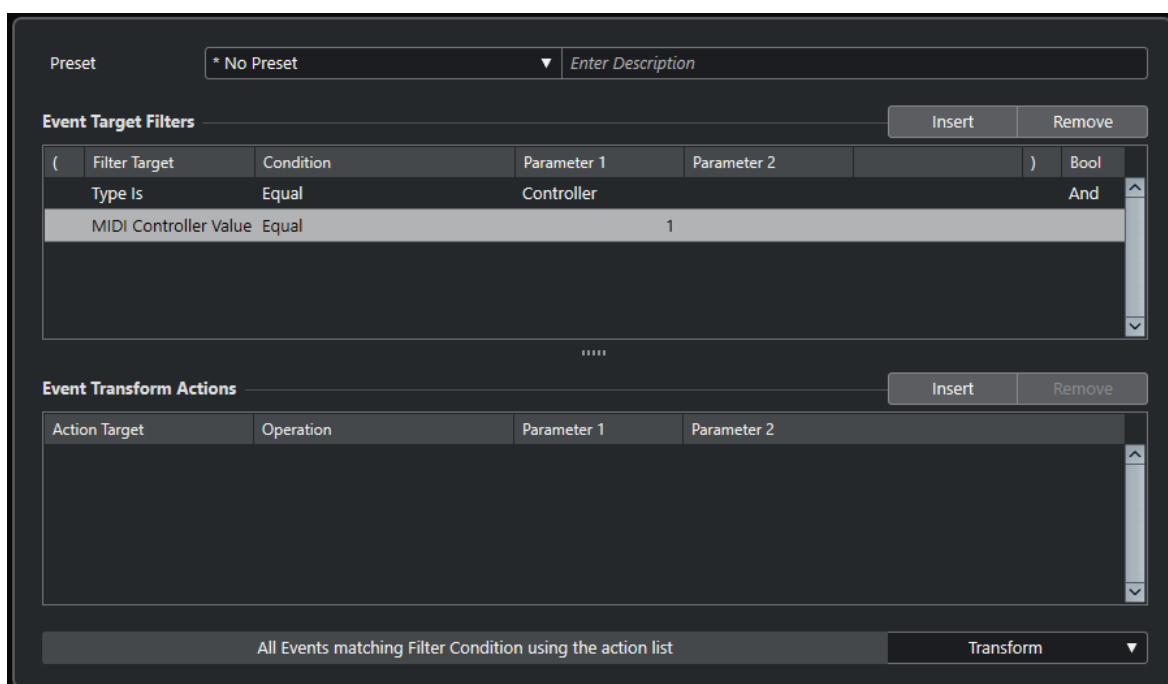 Preset * No Preset ▼ Enter Description
Event Target Filters Insert Remove
( Filter Target Condition Parameter 1 Parameter 2 ) Bool
Type Is Equal Controller And
MIDI Controller Value Equal 1
Event Transform Actions Insert Remove
Action Target Operation Parameter 1 Parameter 2
All Events matching Filter Condition using the action list Transform ▼